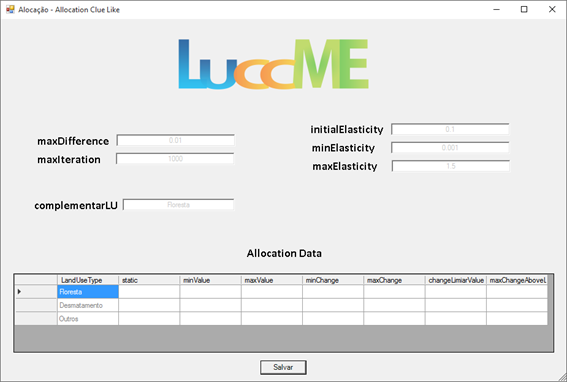 Alocação - Allocation Clue Like
LuccME
maxDifference 0.01
maxIteration 1000
initialElasticity 0.1
minElasticity 0.001
maxElasticity 1.5
complementarLU Floresta
Allocation Data
LandUseType static minValue maxValue minChange maxChange changeLimiarValue maxChangeAboveL
Floresta
Desmatamento
Outros
Salvar